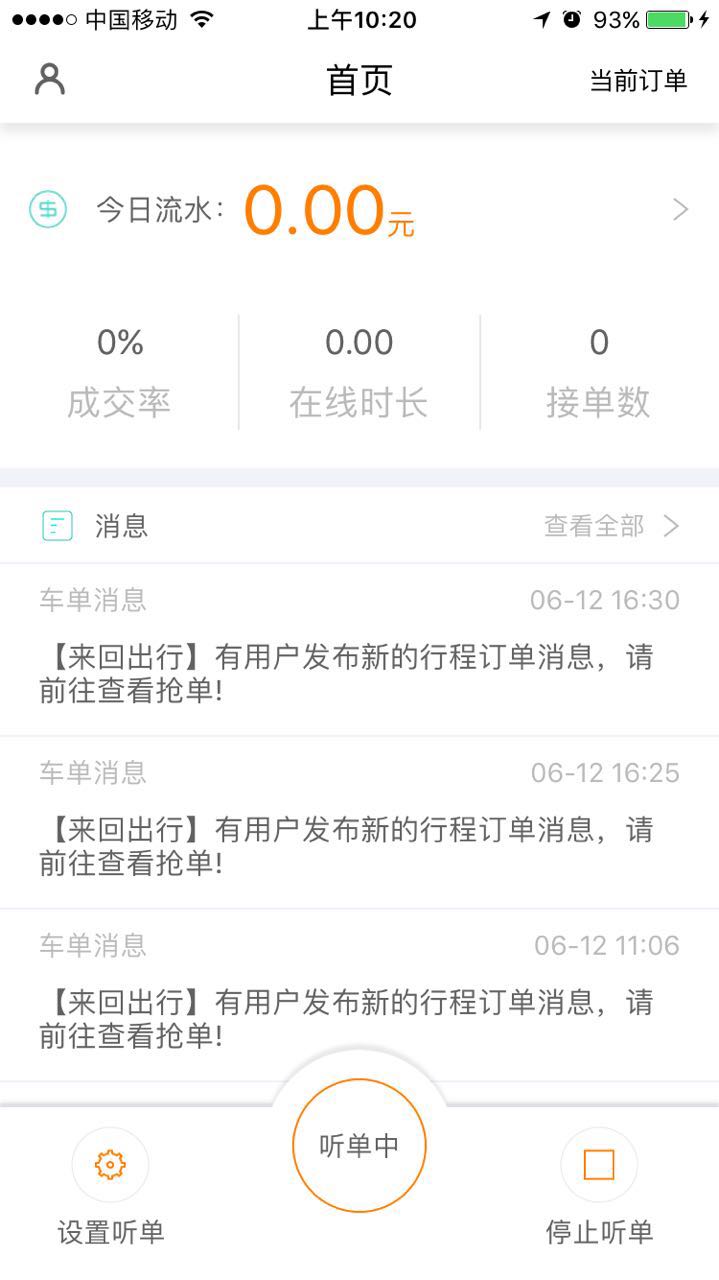 中国移动 上午10:20 93%
首页 当前订单
今日流水: 0.00元
0% 0.00 0
成交率 在线时长 接单数
消息 查看全部
车单消息 06-12 16:30
【来回出行】有用户发布新的行程订单消息，请
前往查看抢单!
车单消息 06-12 16:25
【来回出行】有用户发布新的行程订单消息，请
前往查看抢单!
车单消息 06-12 11:06
【来回出行】有用户发布新的行程订单消息，请
前往查看抢单!
听单中
设置听单 停止听单